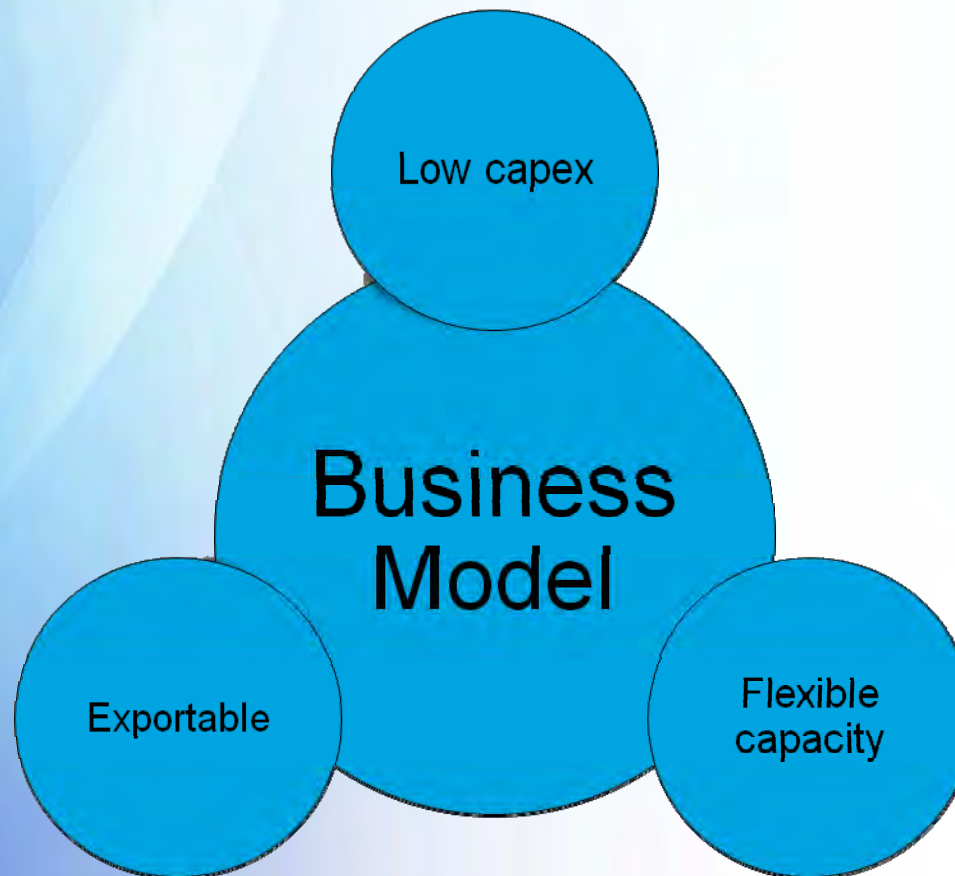 Low capex
Business
Model
Exportable
Flexible
capacity